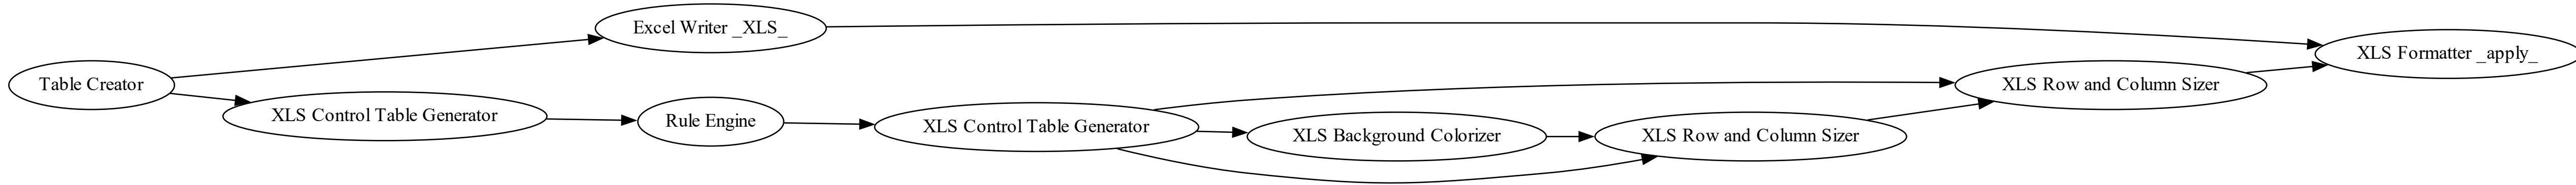 Excel Writer _XLS_
XLS Formatter _apply_
Table Creator
XLS Row and Column Sizer
XLS Control Table Generator
Rule Engine
XLS Control Table Generator
XLS Background Colorizer
XLS Row and Column Sizer